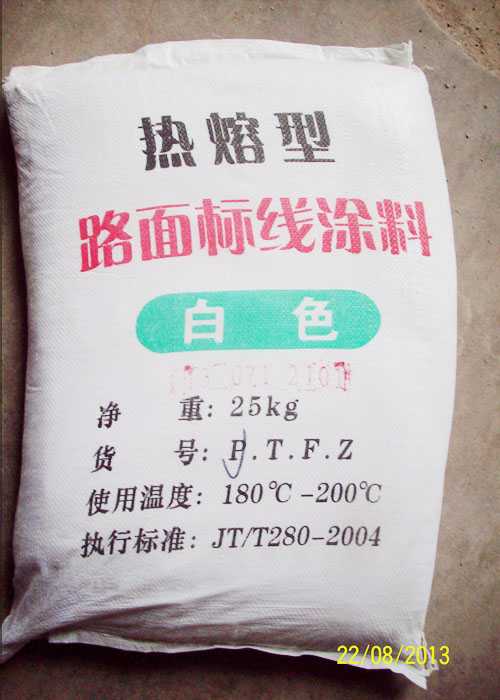 热熔型
路面标线涂料
白色
净重: 25kg
货号: P.T.F.Z
使用温度: 180℃-200℃
执行标准: JT/T280-2004
22/08/2013